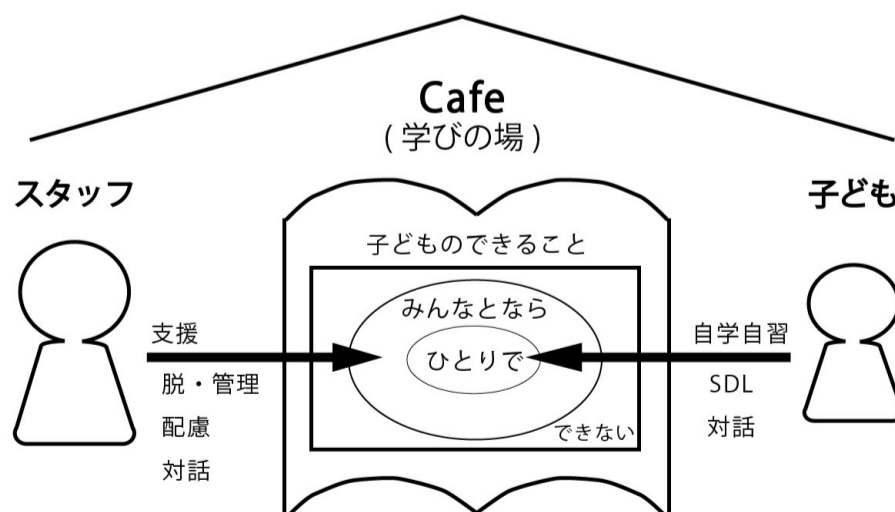 Cafe
(学びの場)
スタッフ
子ども
子どものできること
みんなとなら
ひとりで
できない
支援
脱・管理
配慮
対話
自学自習
SDL
対話